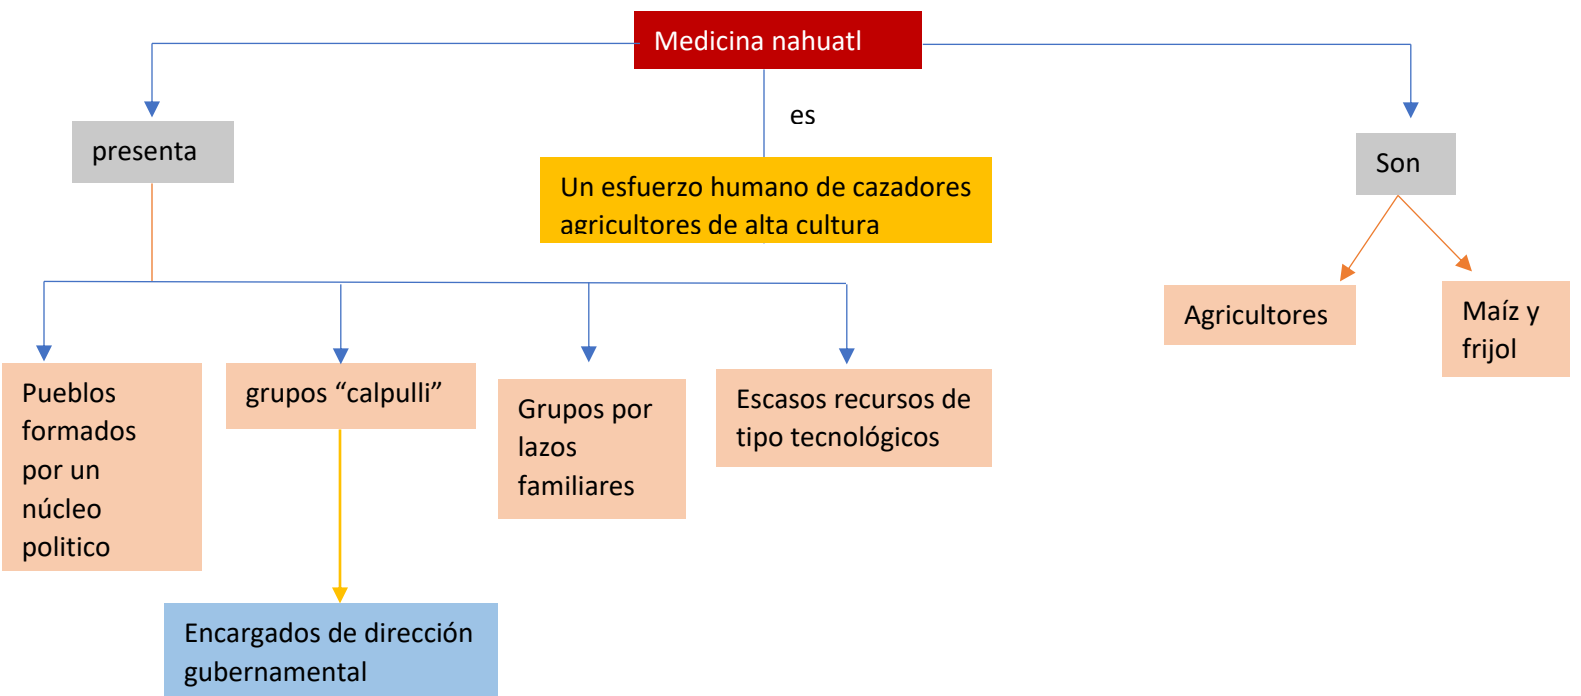 Medicina nahuatl
es
presenta
Un esfuerzo humano de cazadores
agricultores de alta cultura
Son
Pueblos
formados
por un
núcleo
politico
grupos “calpulli”
Grupos por
lazos
familiares
Escasos recursos de
tipo tecnológicos
Agricultores
Maíz y
frijol
Encargados de dirección
gubernamental